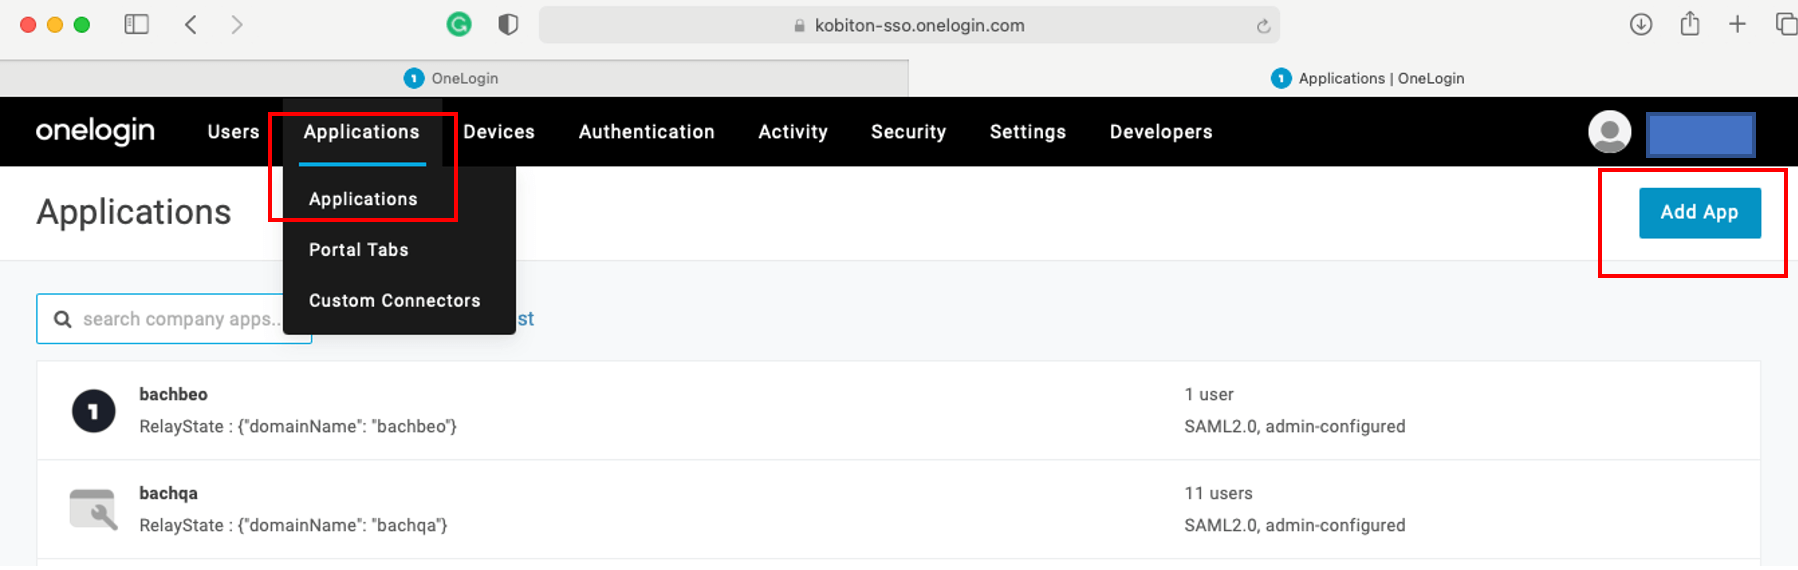 kobiton-sso.onelogin.com
OneLogin
Applications | OneLogin
onelogin Users Applications Devices Authentication Activity Security Settings Developers
Applications
Portal Tabs
Custom Connectors
Applications
Add App
search company apps..
st
bachbeo
RelayState : {"domainName": "bachbeo"}
1 user
SAML2.0, admin-configured
bachqa
RelayState : {"domainName": "bachqa"}
11 users
SAML2.0, admin-configured